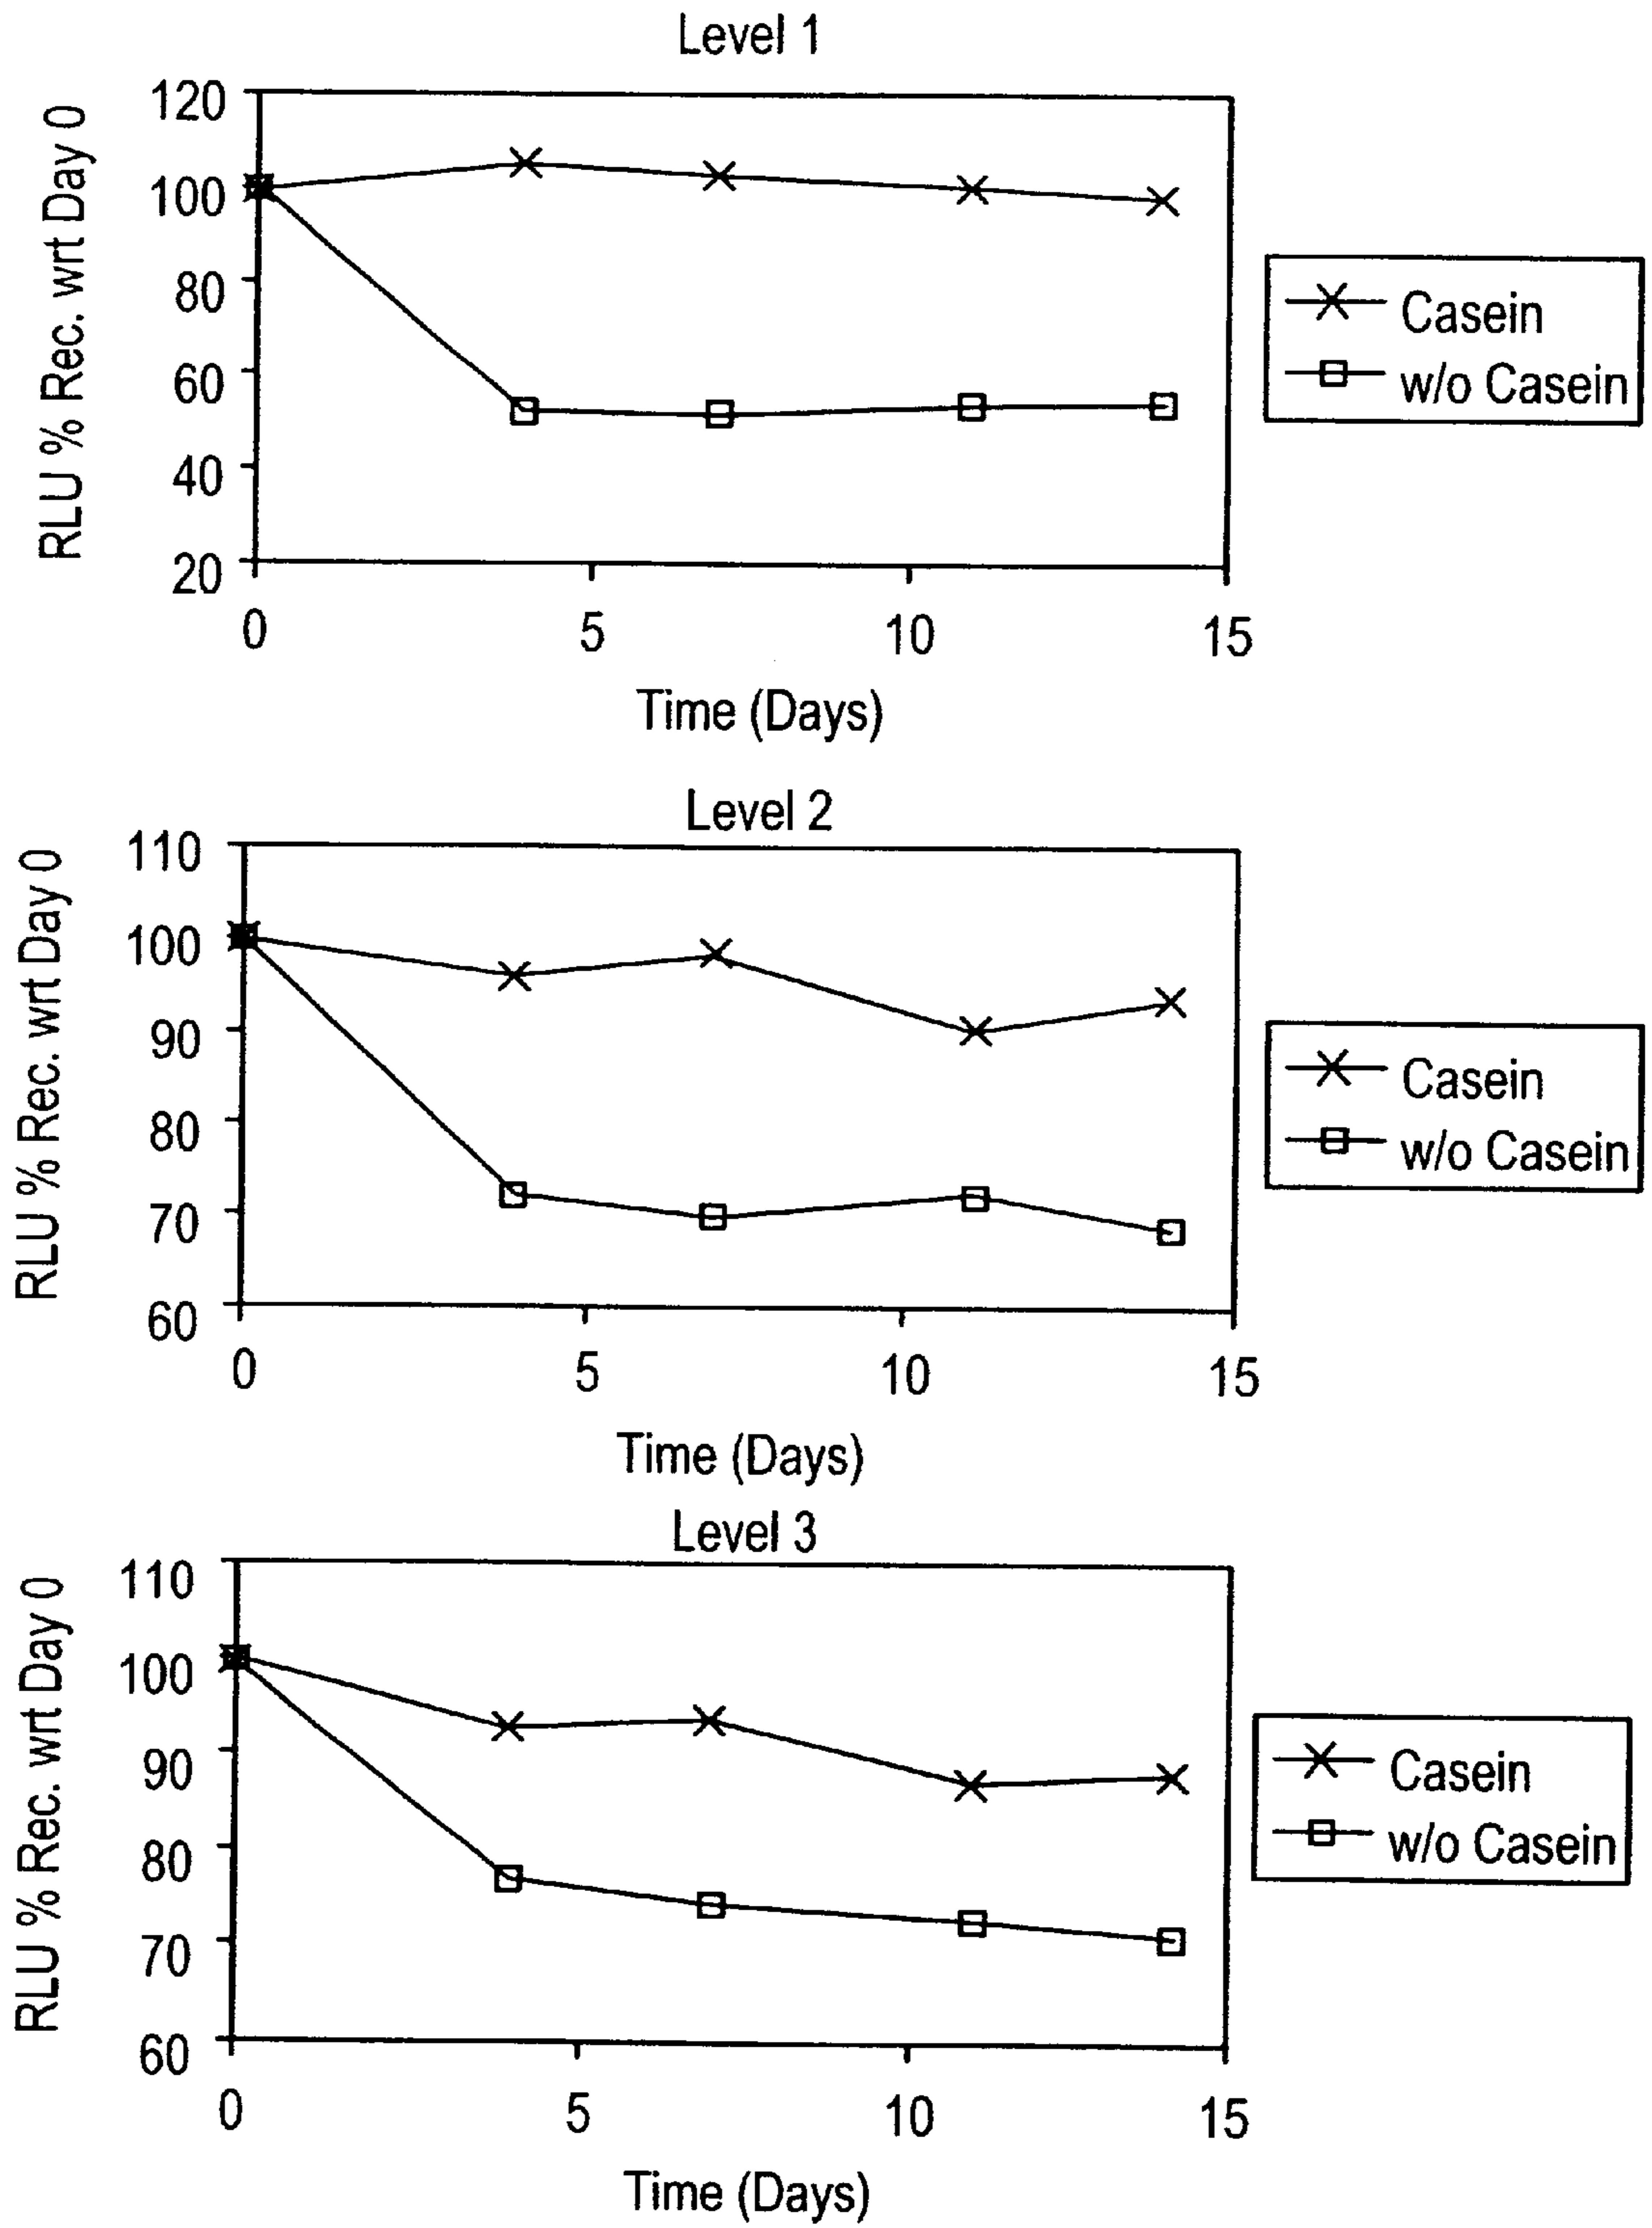 Level 1
RLU % Rec. wrt Day 0
120
100
80
60
40
20
0 5 10 15
Time (Days)
Casein
w/o Casein
Level 2
RLU % Rec. wrt Day 0
110
100
90
80
70
60
0 5 10 15
Time (Days)
Casein
w/o Casein
Level 3
RLU % Rec. wrt Day 0
110
100
90
80
70
60
0 5 10 15
Time (Days)
Casein
w/o Casein